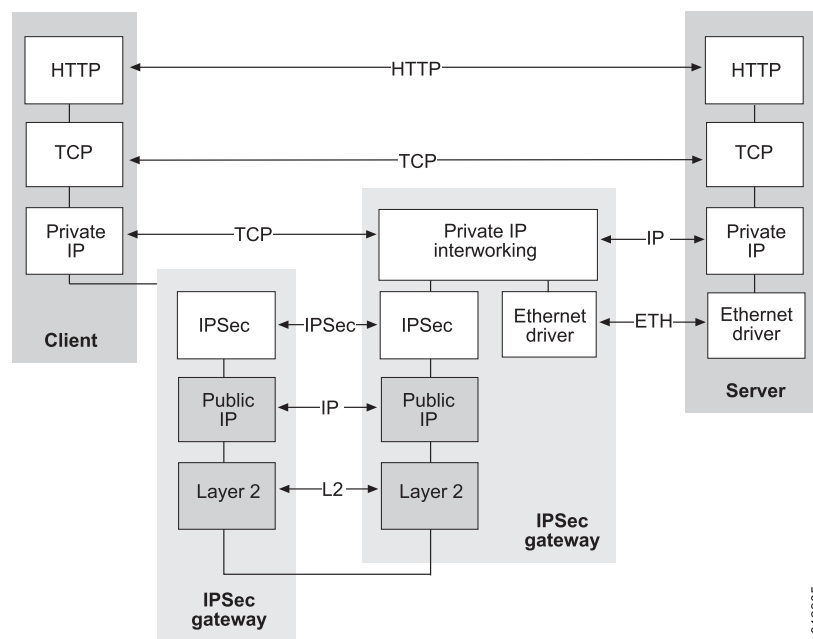 HTTP
HTTP
HTTP
TCP
TCP
TCP
Private
IP
TCP
Private IP
interworking
IP
Private
IP
IPSec
IPSec
IPSec
Ethernet
driver
ETH
Ethernet
driver
Client
Server
Public
IP
IP
Public
IP
Layer 2
L2
Layer 2
IPSec
gateway
IPSec
gateway